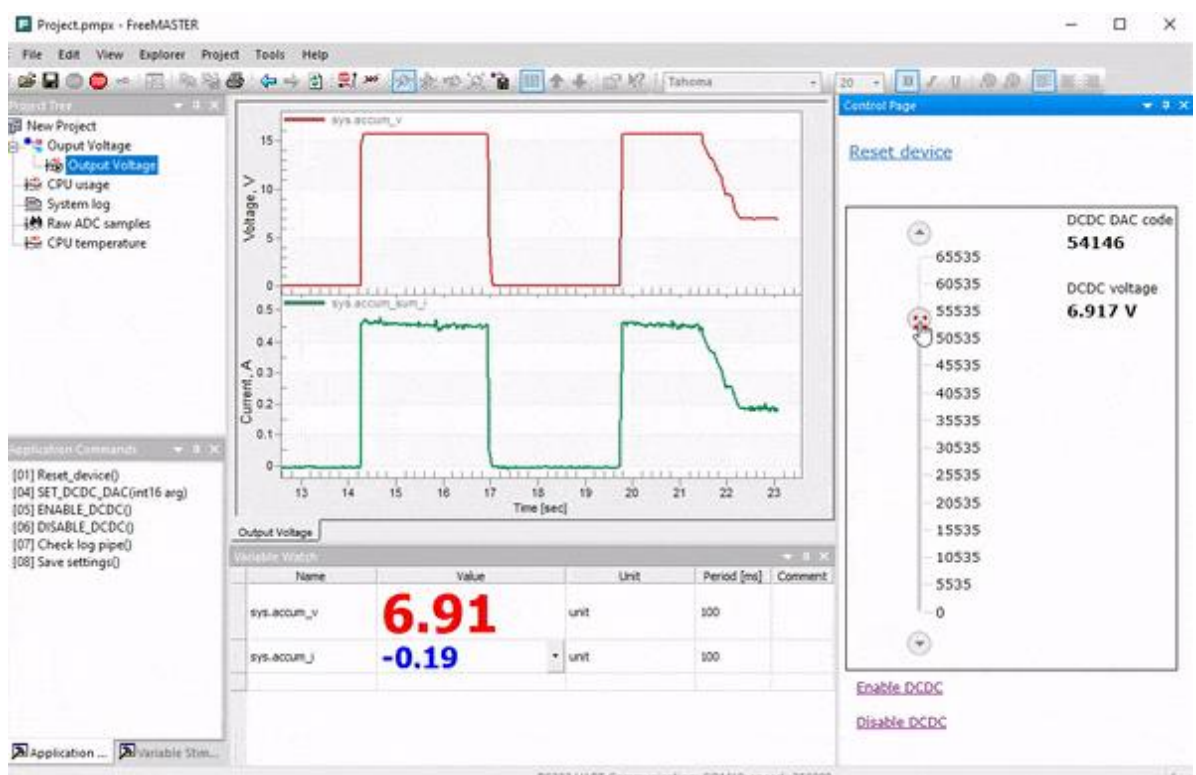 Project.pmpx - FreeMASTER
File Edit View Explorer Project Tools Help
Tahoma
20
Project Tree
New Project
Ouput Voltage
Output Voltage
CPU usage
System log
Raw ADC samples
CPU temperature
Application Commands
[01] Reset_device()
[04] SET_DCDC_DAC(int16 arg)
[05] ENABLE_DCDC()
[06] DISABLE_DCDC()
[07] Check log pipe()
[08] Save settings()
Application ...
Variable Stim...
sys.accum_v
Voltage, V
15
10
5
0
sys.accum_sum_i
Current, A
0.5
0.4
0.3
0.2
0.1
0
13 14 15 16 17 18 19 20 21 22 23
Time [sec]
Output Voltage
Variable Watch
Name Value Unit Period [ms] Comment
sys.accum_v 6.91 unit 100
sys.accum_i -0.19 unit 100
Control Page
Reset device
65535
60535
55535
50535
45535
40535
35535
30535
25535
20535
15535
10535
5535
0
DCDC DAC code
54146
DCDC voltage
6.917 V
Enable DCDC
Disable DCDC